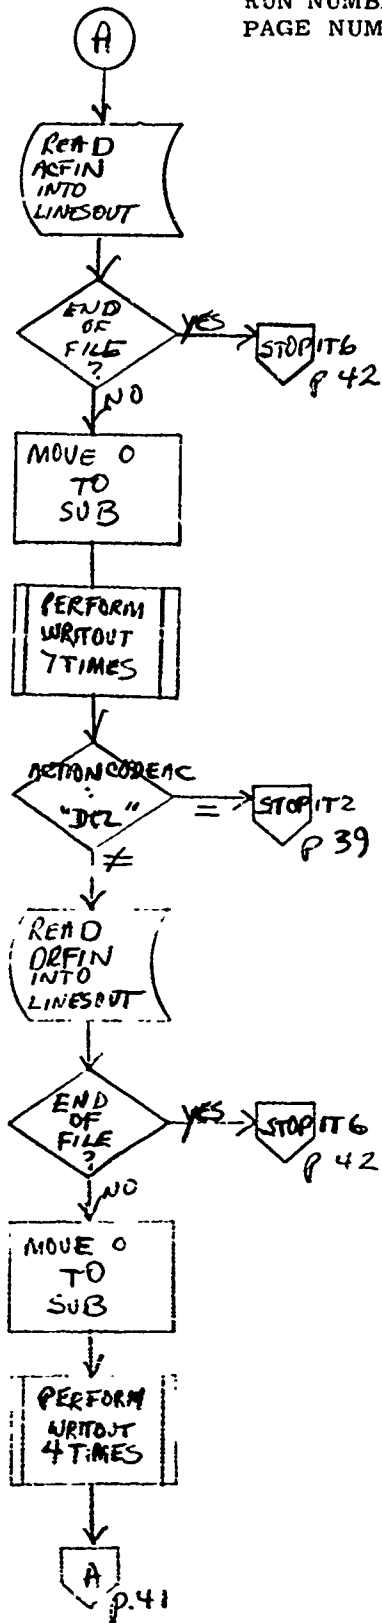 RUN NUMB
PAGE NUM
A
READ
ACFIN
INTO
LINESOUT
END
OF
FILE
?
YES
STOPIT6
p 42
NO
MOVE 0
TO
SUB
PERFORM
WRITOUT
7 TIMES
ACTIONCODEAC
:
"DEL"
=
STOPIT2
p 39
≠
READ
DRFIN
INTO
LINESOUT
END
OF
FILE
?
YES
STOPIT6
p 42
NO
MOVE 0
TO
SUB
PERFORM
WRITOUT
4 TIMES
A
p.41